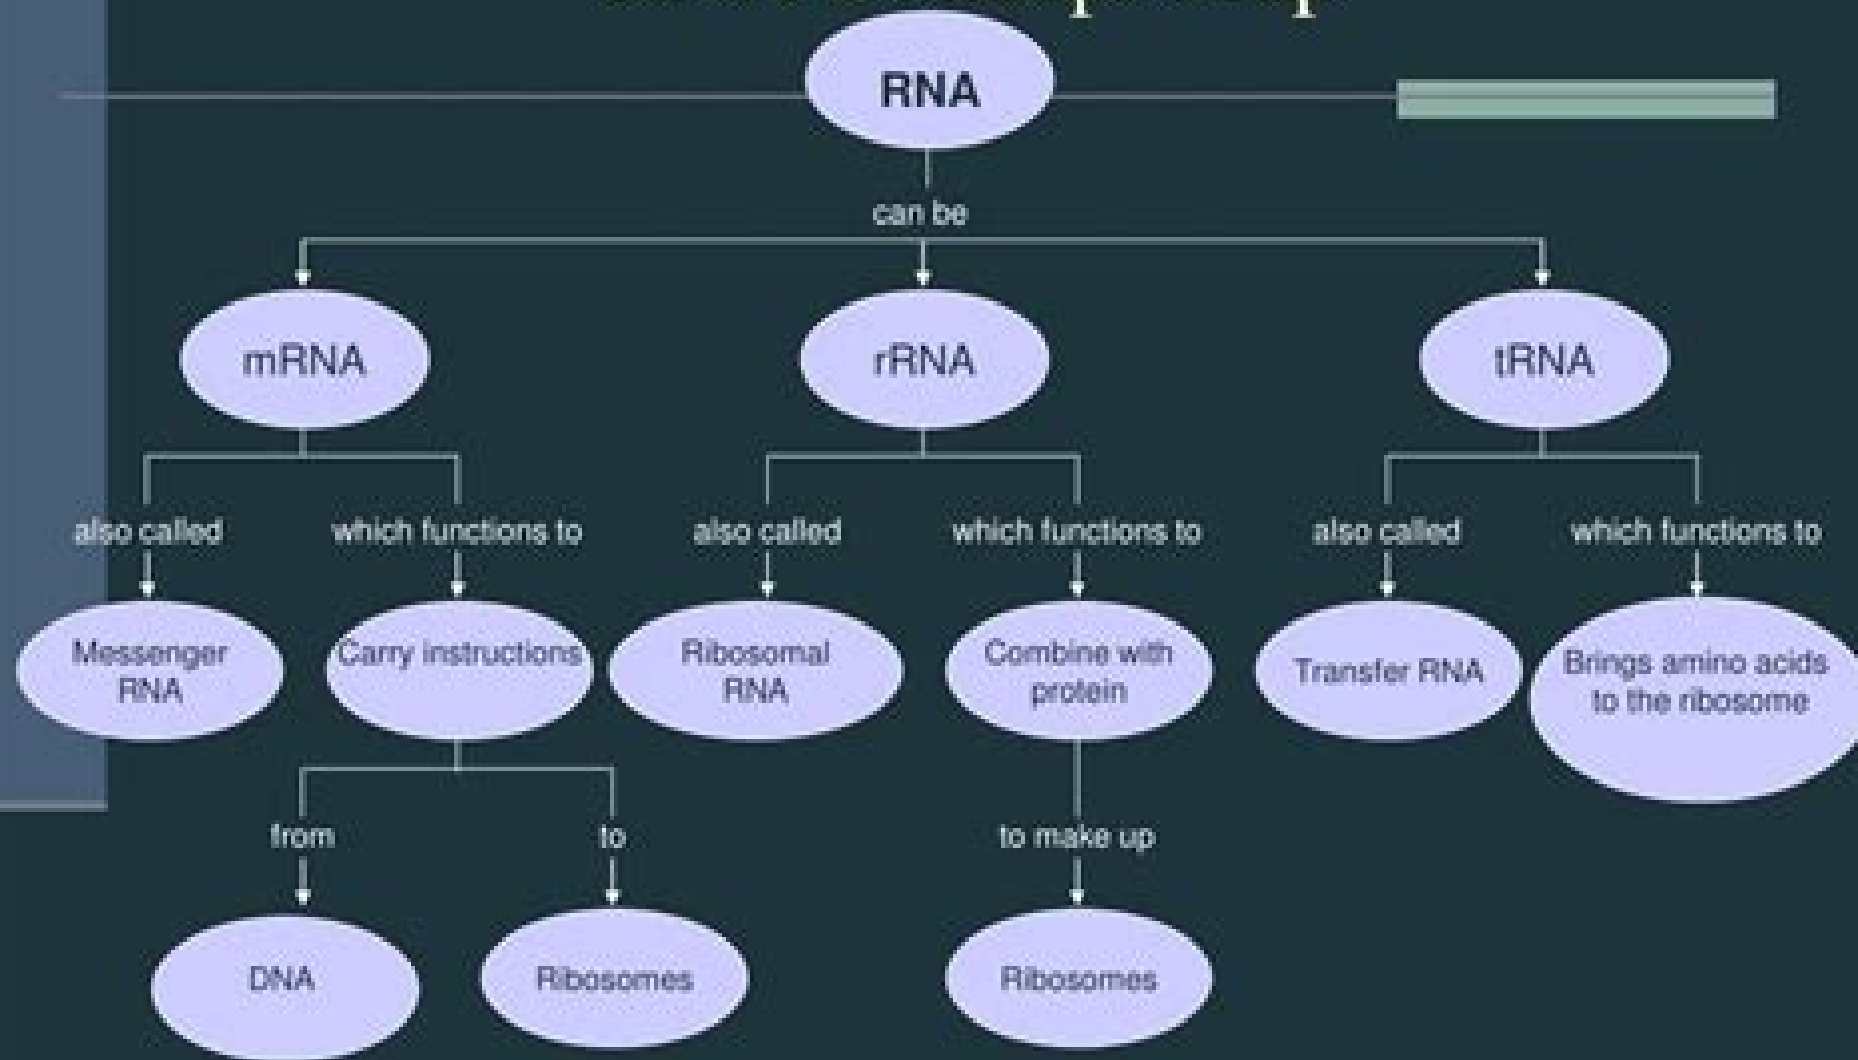 RNA
can be
mRNA
rRNA
tRNA
also called
which functions to
also called
which functions to
also called
which functions to
Messenger
RNA
Carry instructions
Ribosomal
RNA
Combine with
protein
Transfer RNA
Brings amino acids
to the ribosome
from
to
to make up
DNA
Ribosomes
Ribosomes